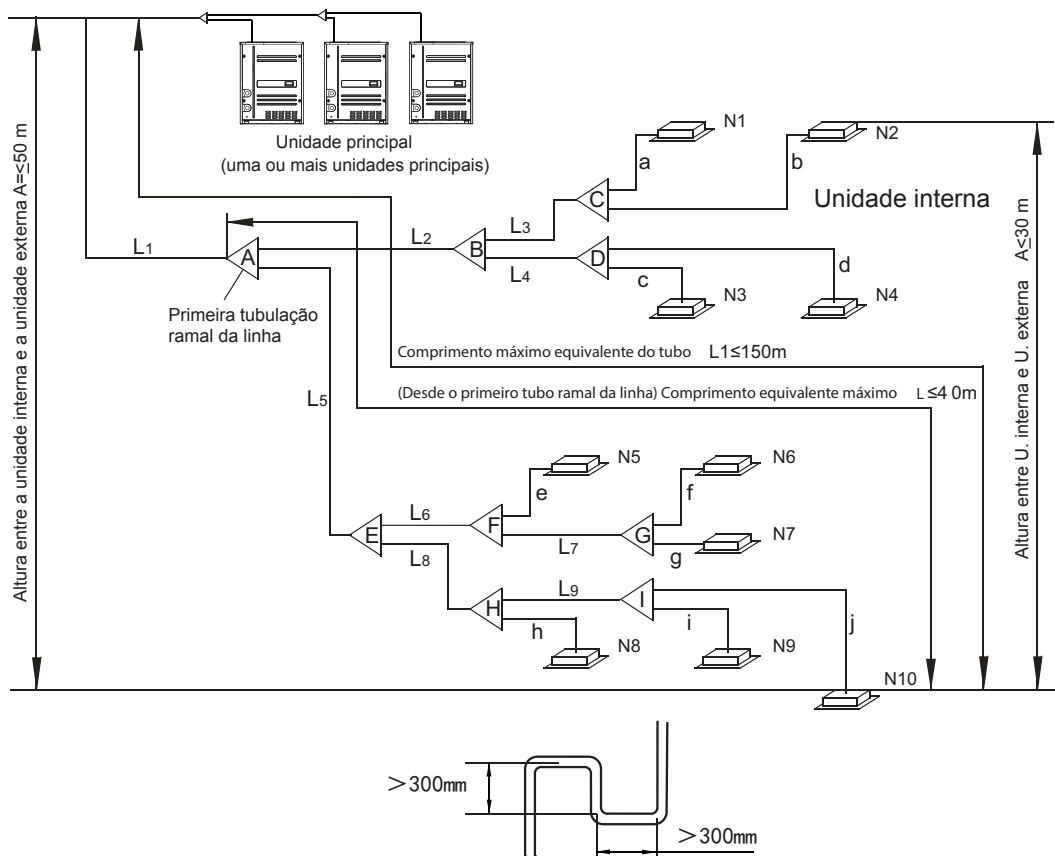 Unidade principal
(uma ou mais unidades principais)
N1
N2
a
b
C
Unidade interna
L3
L2
B
L1
A
L4
D
d
c
N3
N4
Primeira tubulação
ramal da linha
Comprimento máximo equivalente do tubo L1≤150m
(Desde o primeiro tubo ramal da linha) Comprimento equivalente máximo L ≤4 0m
L5
N5
N6
e
f
L6
F
E
L7
G
g
N7
L8
L9
I
H
h
i
j
N8
N9
N10
Altura entre a unidade interna e a unidade externa A=≤50 m
Altura entre U. interna e U. externa A≤30 m
>300mm
>300mm